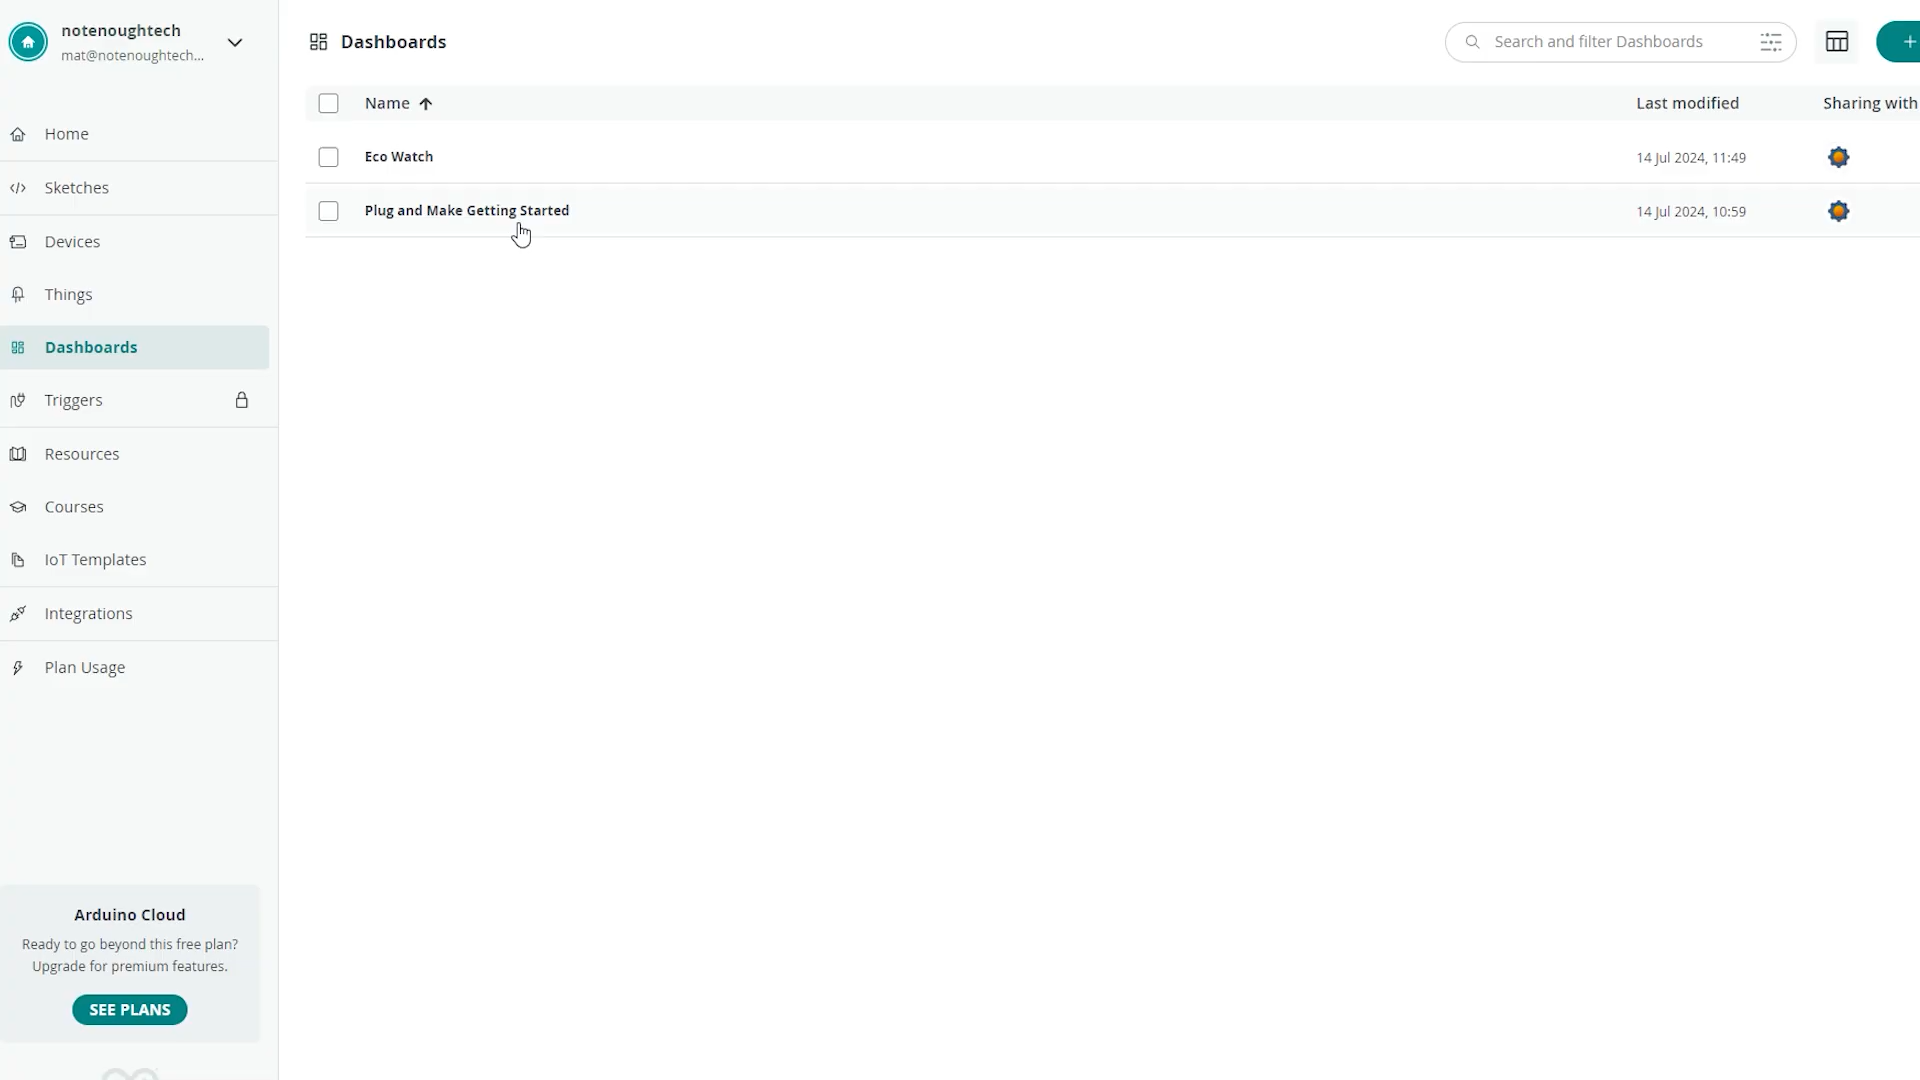 notenoughtech
mat@notenoughtech...
Home
Sketches
Devices
Things
Dashboards
Triggers
Resources
Courses
IoT Templates
Integrations
Plan Usage
Arduino Cloud
Ready to go beyond this free plan?
Upgrade for premium features.
SEE PLANS
Dashboards
Search and filter Dashboards
+
Name Last modified Sharing with
Eco Watch 14 Jul 2024, 11:49
Plug and Make Getting Started 14 Jul 2024, 10:59